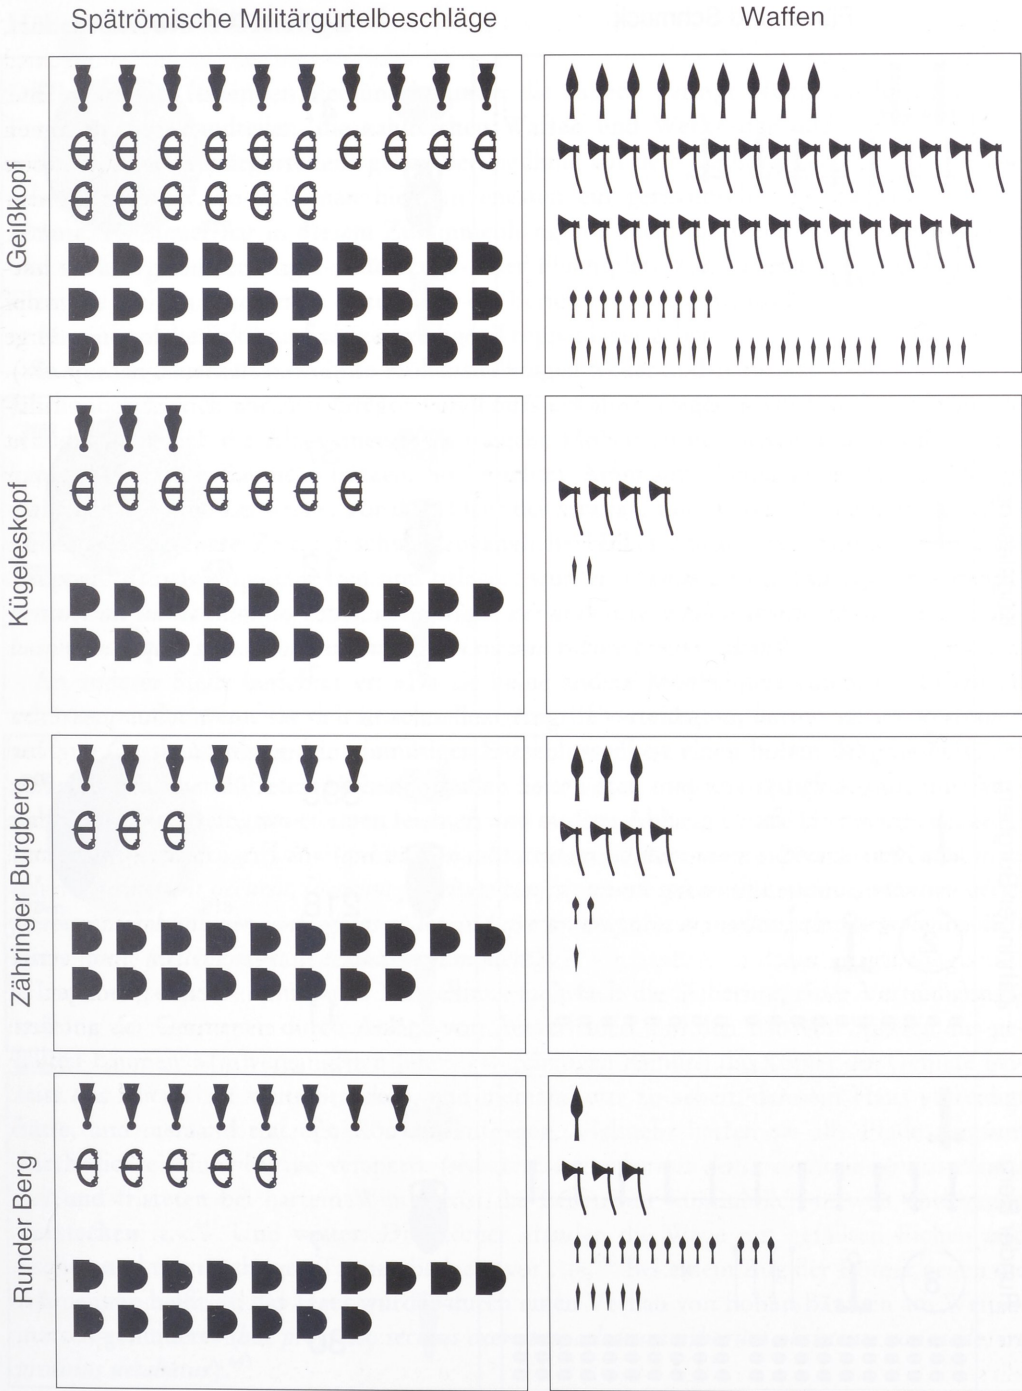 Spätrömische Militärgürtelbeschläge
Waffen
Geißkopf
Kügeleskopf
Zähringer Burgberg
Runder Berg